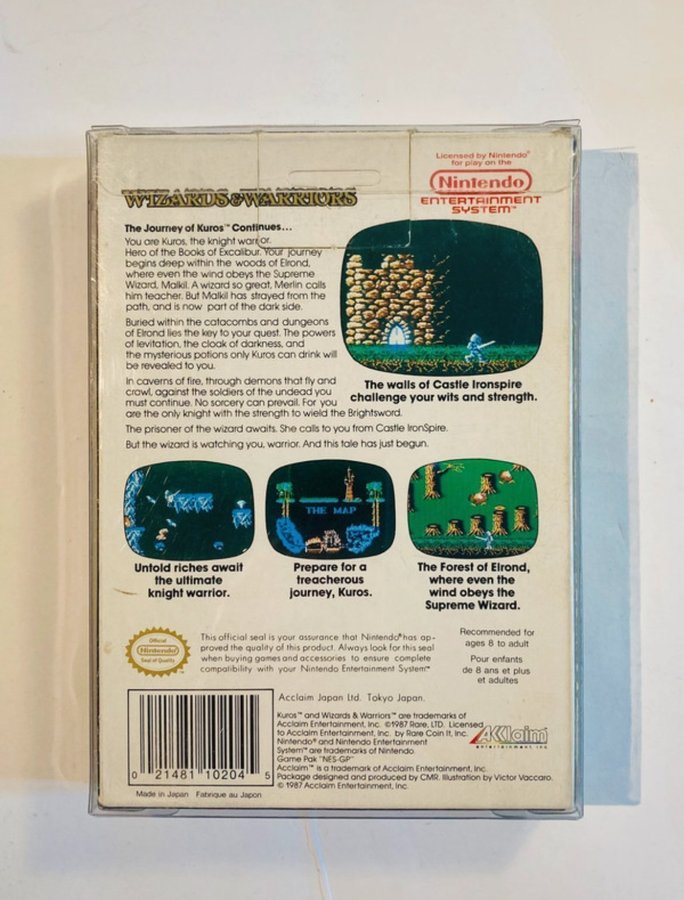 Licensed by Nintendo®
for play on the
Nintendo
ENTERTAINMENT
SYSTEM™
WIZARDS & WARRIORS
The Journey of Kuros™ Continues...
You are Kuros, the knight warrior.
Hero of the Books of Excalibur. Your journey
begins deep within the woods of Elrond,
where even the wind obeys the Supreme
Wizard, Malkil. A wizard so great, Merlin calls
him teacher. But Malkil has strayed from the
path, and is now part of the dark side.
Buried within the catacombs and dungeons
of Elrond lies the key to your quest. The powers
of levitation, the cloak of darkness, and
the mysterious potions only Kuros can drink will
be revealed to you.
In caverns of fire, through demons that fly and
crawl, against the soldiers of the undead you
must continue. No sorcery can prevail. For you
are the only knight with the strength to wield the Brightsword.
The prisoner of the wizard awaits. She calls to you from Castle IronSpire.
But the wizard is watching you, warrior. And this tale has just begun.
The walls of Castle Ironspire
challenge your wits and strength.
THE MAP
Untold riches await
the ultimate
knight warrior.
Prepare for a
treacherous
journey, Kuros.
The Forest of Elrond,
where even the
wind obeys the
Supreme Wizard.
Official
Nintendo
Seal of Quality
This official seal is your assurance that Nintendo® has ap-
proved the quality of this product. Always look for this seal
when buying games and accessories to ensure complete
compatibility with your Nintendo Entertainment System™
Recommended for
ages 8 to adult
Pour enfants
de 8 ans et plus
et adultes
Acclaim Japan Ltd. Tokyo Japan.
Kuros™ and Wizards & Warriors™ are trademarks of
Acclaim Entertainment, Inc. ©1987 Rare, LTD. Licensed
to Acclaim Entertainment, Inc. by Rare Coin It, Inc.
Nintendo® and Nintendo Entertainment
System™ are trademarks of Nintendo.
Game Pak "NES-GP"
Acclaim™ is a trademark of Acclaim Entertainment, Inc.
Package designed and produced by CMR. Illustration by Victor Vaccaro.
© 1987 Acclaim Entertainment, Inc.
AKKlaim
entertainment inc
0 21481 10204 5
Made in Japan Fabrique au Japon